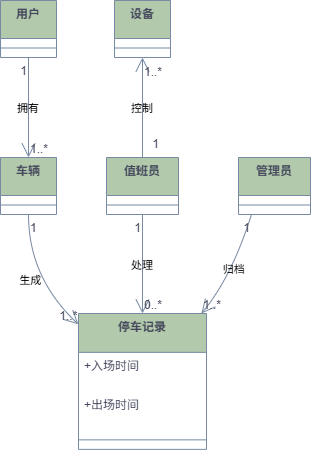 用户
设备
1
1..*
拥有
控制
1..*
1
车辆
值班员
管理员
1
1
1
生成
处理
归档
1..*
0..*
1..*
停车记录
+入场时间
+出场时间